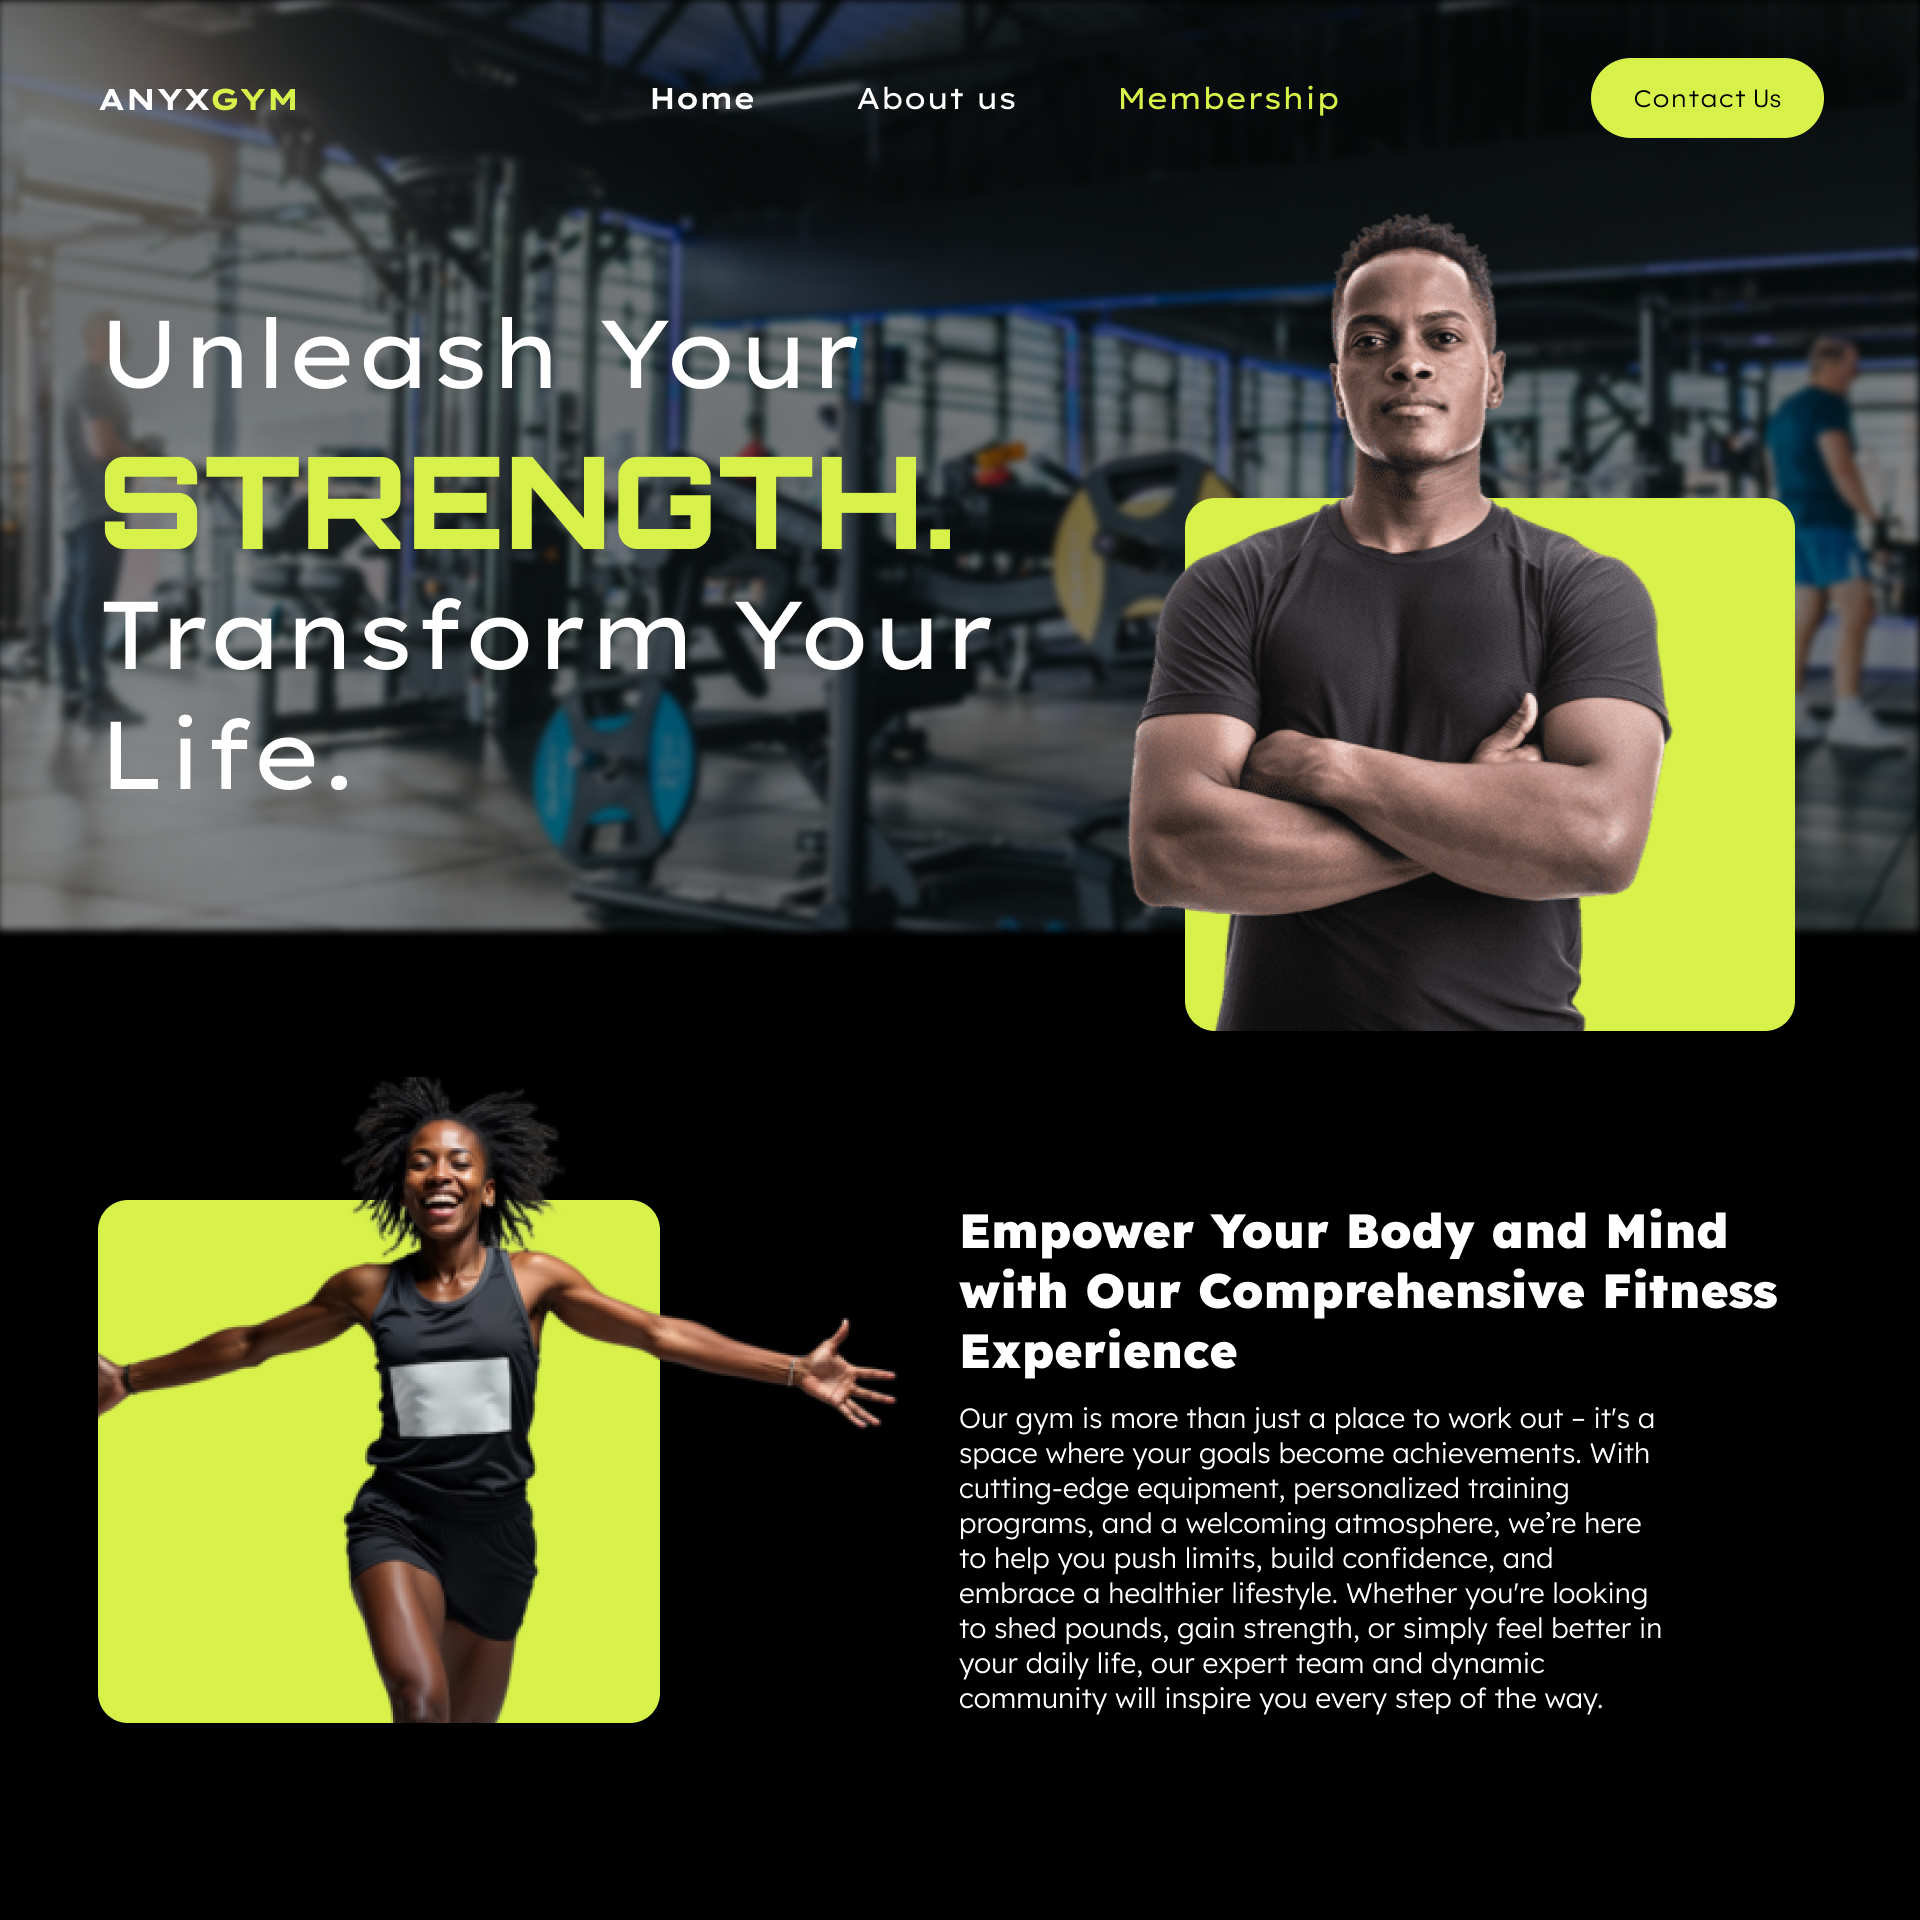 ANYXGYM
Home
About us
Membership
Contact Us
Unleash Your
STRENGTH.
Transform Your
Life.
Empower Your Body and Mind
with Our Comprehensive Fitness
Experience
Our gym is more than just a place to work out – it's a
space where your goals become achievements. With
cutting-edge equipment, personalized training
programs, and a welcoming atmosphere, we’re here
to help you push limits, build confidence, and
embrace a healthier lifestyle. Whether you're looking
to shed pounds, gain strength, or simply feel better in
your daily life, our expert team and dynamic
community will inspire you every step of the way.